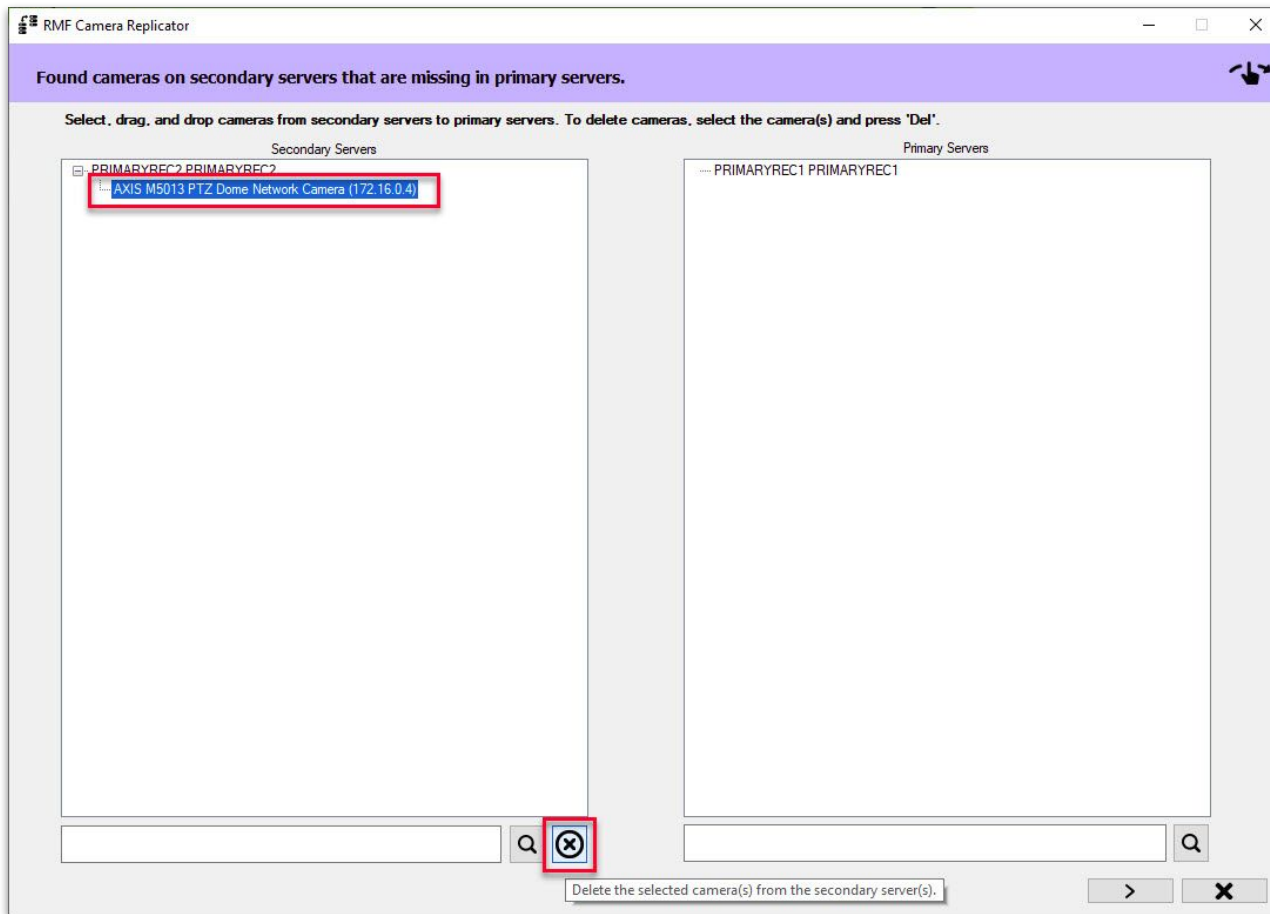 RMF Camera Replicator
Found cameras on secondary servers that are missing in primary servers.
Select, drag, and drop cameras from secondary servers to primary servers. To delete cameras, select the camera(s) and press 'Del'.
Secondary Servers
PRIMARYREC2 PRIMARYREC2
AXIS M5013 PTZ Dome Network Camera (172.16.0.4)
Primary Servers
PRIMARYREC1 PRIMARYREC1
Delete the selected camera(s) from the secondary server(s).